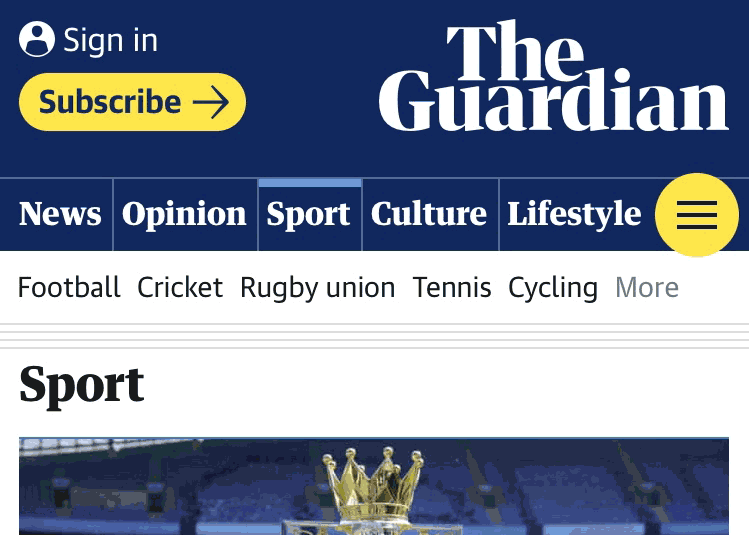 Sign in
Subscribe
The
Guardian
News Opinion Sport Culture Lifestyle
Football Cricket Rugby union Tennis Cycling More
Sport